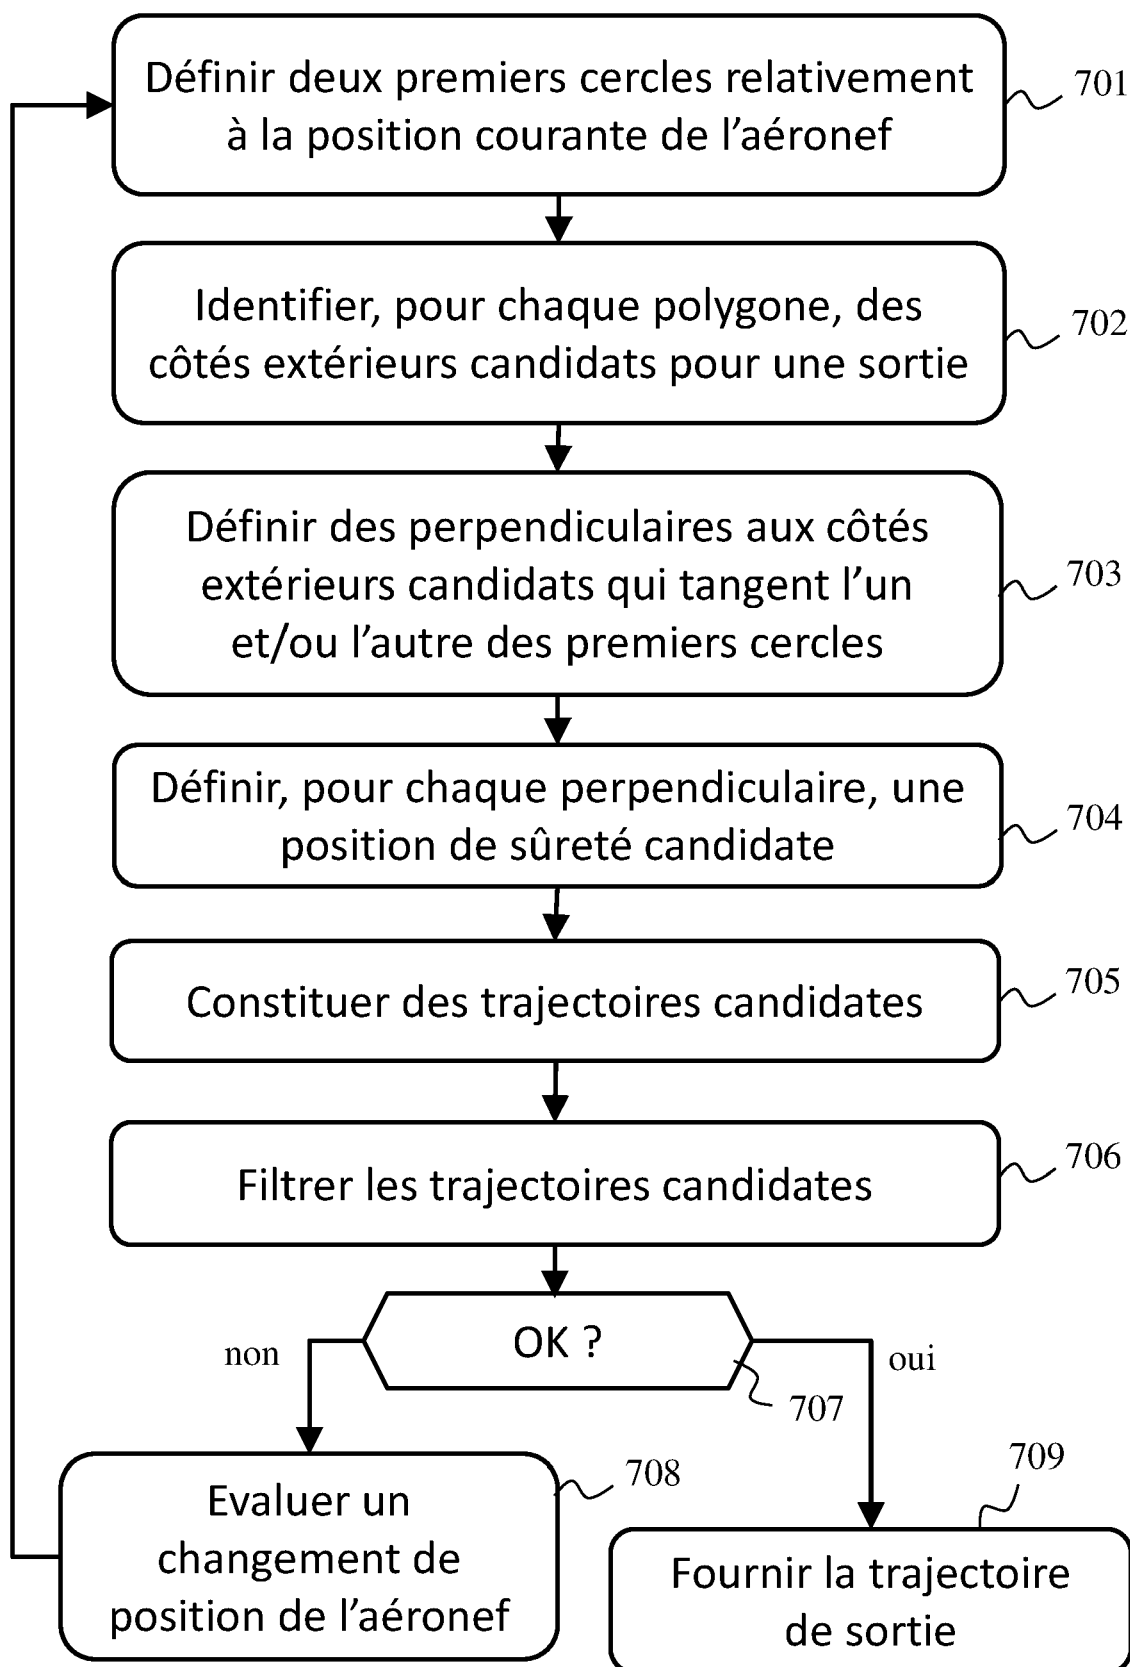 Définir deux premiers cercles relativement
à la position courante de l’aéronef
701
Identifier, pour chaque polygone, des
côtés extérieurs candidats pour une sortie
702
Définir des perpendiculaires aux côtés
extérieurs candidats qui tangent l’un
et/ou l’autre des premiers cercles
703
Définir, pour chaque perpendiculaire, une
position de sûreté candidate
704
Constituer des trajectoires candidates
705
Filtrer les trajectoires candidates
706
OK ?
non
oui
707
Evaluer un
changement de
position de l’aéronef
708
709
Fournir la trajectoire
de sortie